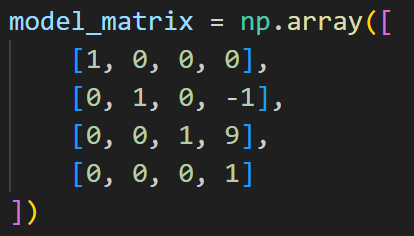 model_matrix = np.array([
    [1, 0, 0, 0],
    [0, 1, 0, -1],
    [0, 0, 1, 9],
    [0, 0, 0, 1]
])